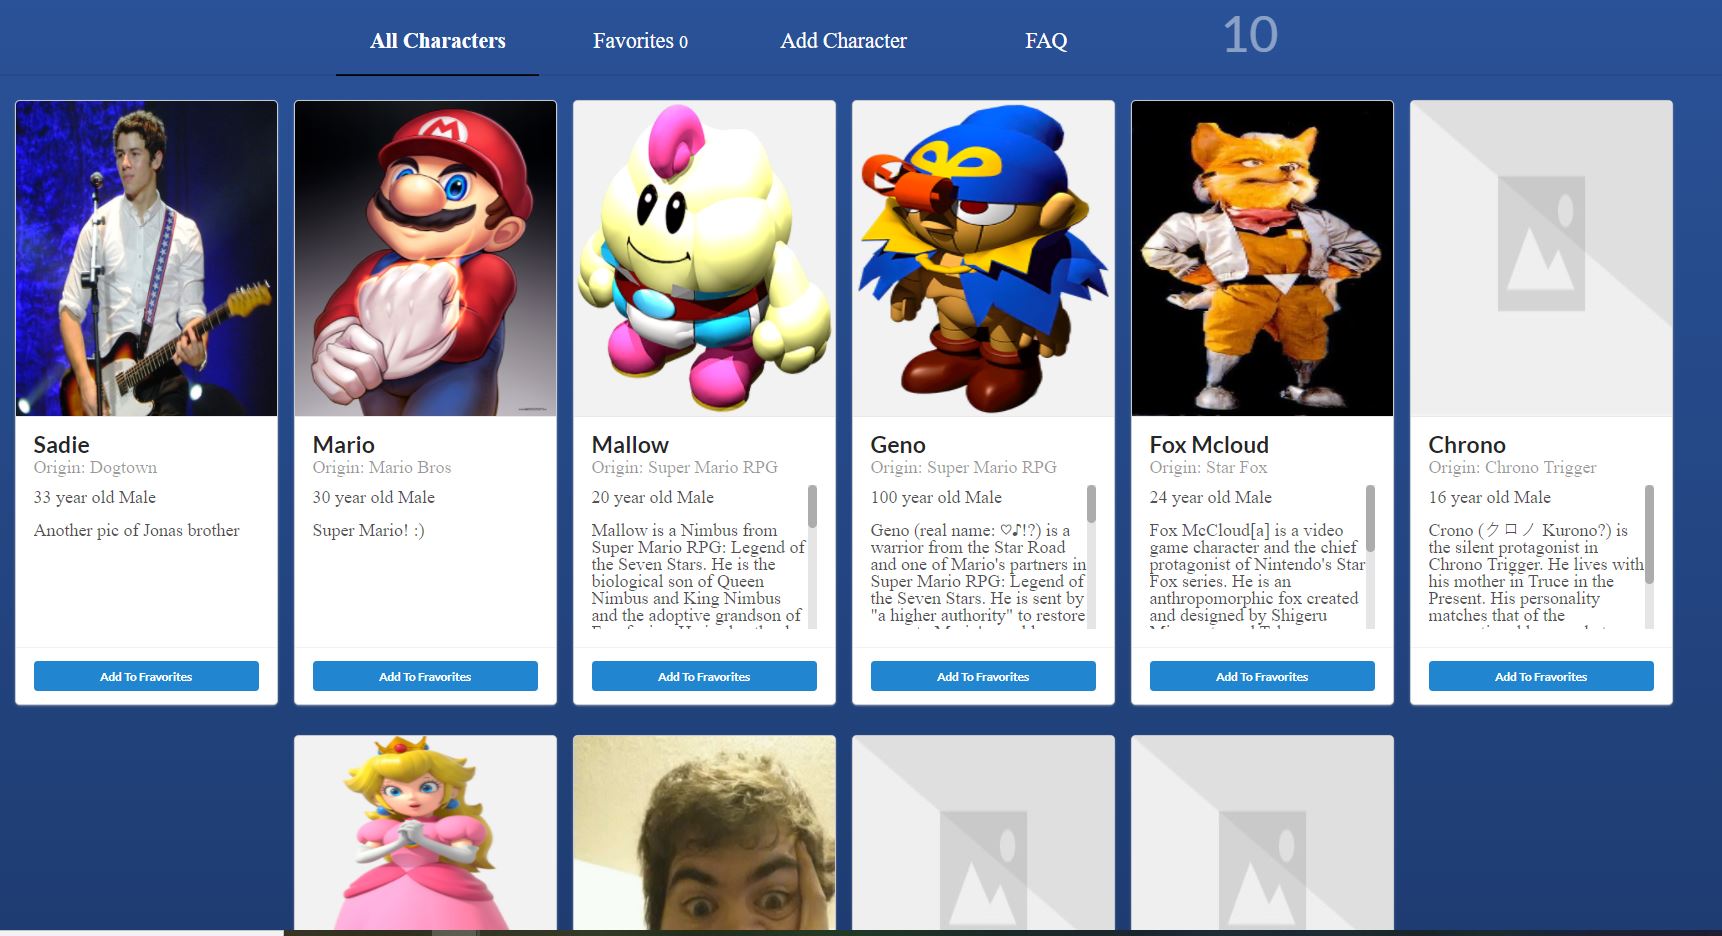 All Characters
Favorites 0
Add Character
FAQ
10
Sadie
Origin: Dogtown
33 year old Male
Another pic of Jonas brother
Add To Fravorites
Mario
Origin: Mario Bros
30 year old Male
Super Mario! :)
Add To Fravorites
Mallow
Origin: Super Mario RPG
20 year old Male
Mallow is a Nimbus from
Super Mario RPG: Legend of
the Seven Stars. He is the
biological son of Queen
Nimbus and King Nimbus
and the adoptive grandson of
Add To Fravorites
Geno
Origin: Super Mario RPG
100 year old Male
Geno (real name: ♡♪!?) is a
warrior from the Star Road
and one of Mario's partners in
Super Mario RPG: Legend of
the Seven Stars. He is sent by
"a higher authority" to restore
Add To Fravorites
Fox Mcloud
Origin: Star Fox
24 year old Male
Fox McCloud[a] is a video
game character and the chief
protagonist of Nintendo's Star
Fox series. He is an
anthropomorphic fox created
and designed by Shigeru
Add To Fravorites
Chrono
Origin: Chrono Trigger
16 year old Male
Crono (クロノ Kurono?) is
the silent protagonist in
Chrono Trigger. He lives with
his mother in Truce in the
Present. His personality
matches that of the
Add To Fravorites